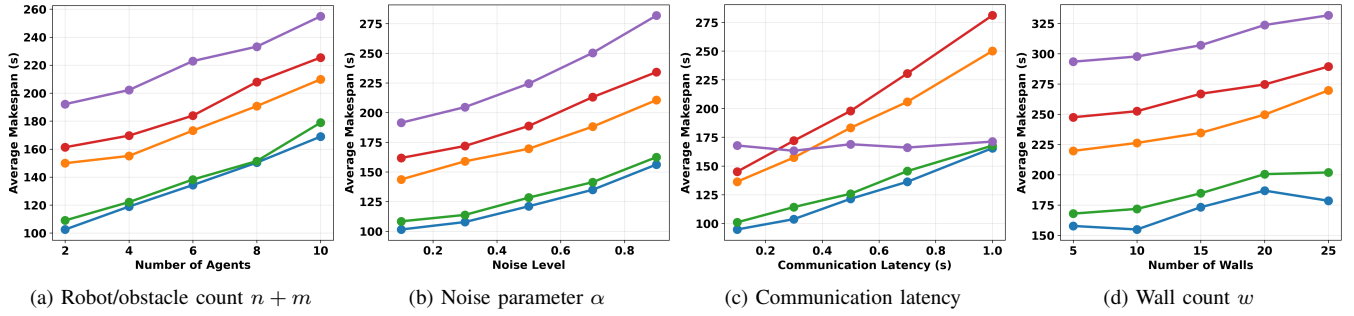 260
240
220
200
180
160
140
120
100
Average Makespan (s)
2 4 6 8 10
Number of Agents
(a) Robot/obstacle count n + m
275
250
225
200
175
150
125
100
Average Makespan (s)
0.2 0.4 0.6 0.8
Noise Level
(b) Noise parameter α
275
250
225
200
175
150
125
100
Average Makespan (s)
0.2 0.4 0.6 0.8 1.0
Communication Latency (s)
(c) Communication latency
325
300
275
250
225
200
175
150
Average Makespan (s)
5 10 15 20 25
Number of Walls
(d) Wall count w